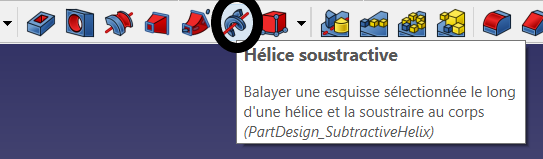 Hélice soustractive
Balayer une esquisse sélectionnée le long
d'une hélice et la soustraire au corps
(PartDesign_SubtractiveHelix)